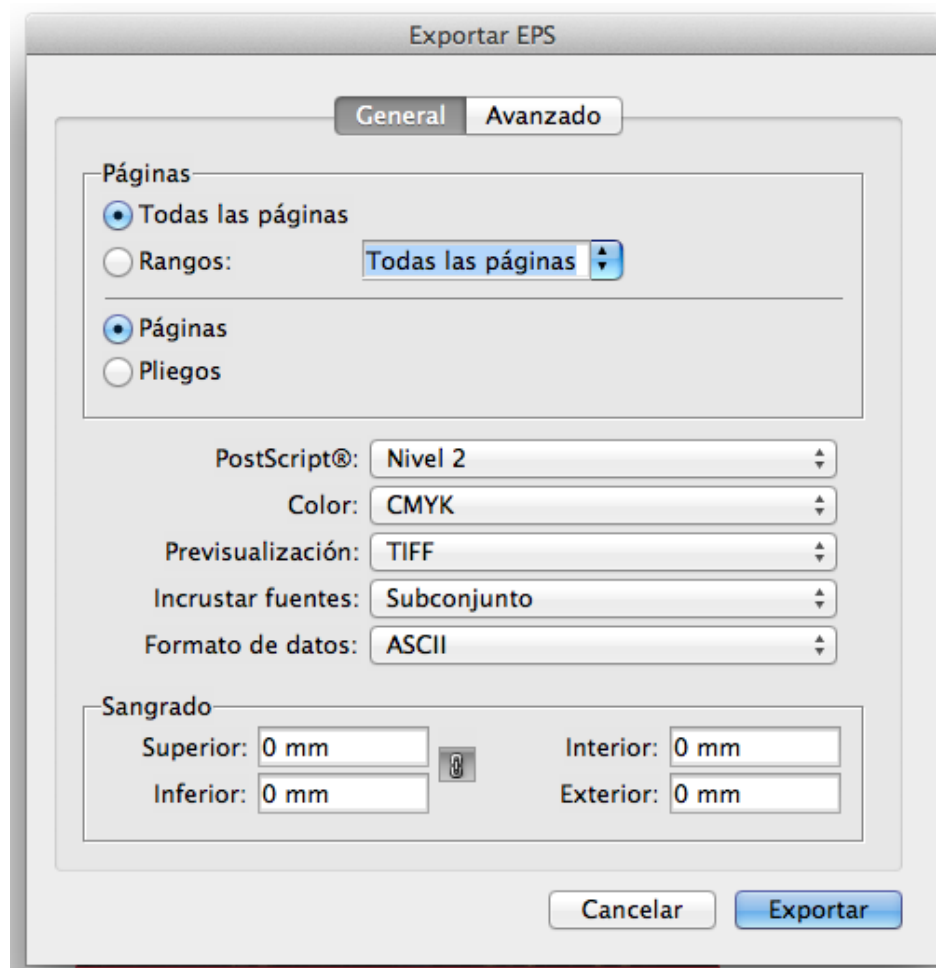 Exportar EPS
General Avanzado
Páginas
Todas las páginas
Rangos: Todas las páginas
Páginas
Pliegos
PostScript®: Nivel 2
Color: CMYK
Previsualización: TIFF
Incrustar fuentes: Subconjunto
Formato de datos: ASCII
Sangrado
Superior: 0 mm Interior: 0 mm
Inferior: 0 mm Exterior: 0 mm
Cancelar Exportar